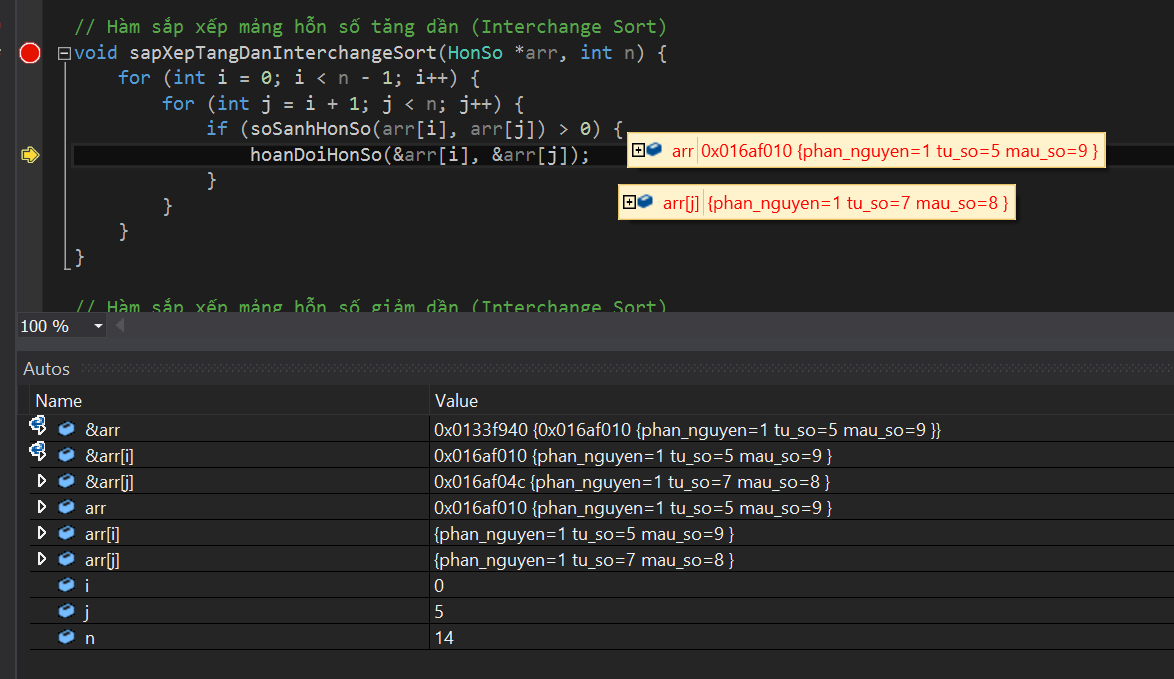 // Hàm sắp xếp mảng hỗn số tăng dần (Interchange Sort)
void sapXepTangDanInterchangeSort(HonSo *arr, int n) {
for (int i = 0; i < n - 1; i++) {
for (int j = i + 1; j < n; j++) {
if (soSanhHonSo(arr[i], arr[j]) > 0) {
hoanDoiHonSo(&arr[i], &arr[j]);
arr 0x016af010 {phan_nguyen=1 tu_so=5 mau_so=9 }
}
arr[j] {phan_nguyen=1 tu_so=7 mau_so=8 }
}
}
}
// Hàm sắp xếp mảng hỗn số giảm dần (Interchange Sort)
100 %
Autos
Name Value
&arr 0x0133f940 {0x016af010 {phan_nguyen=1 tu_so=5 mau_so=9 }}
&arr[i] 0x016af010 {phan_nguyen=1 tu_so=5 mau_so=9 }
&arr[j] 0x016af04c {phan_nguyen=1 tu_so=7 mau_so=8 }
arr 0x016af010 {phan_nguyen=1 tu_so=5 mau_so=9 }
arr[i] {phan_nguyen=1 tu_so=5 mau_so=9 }
arr[j] {phan_nguyen=1 tu_so=7 mau_so=8 }
i 0
j 5
n 14